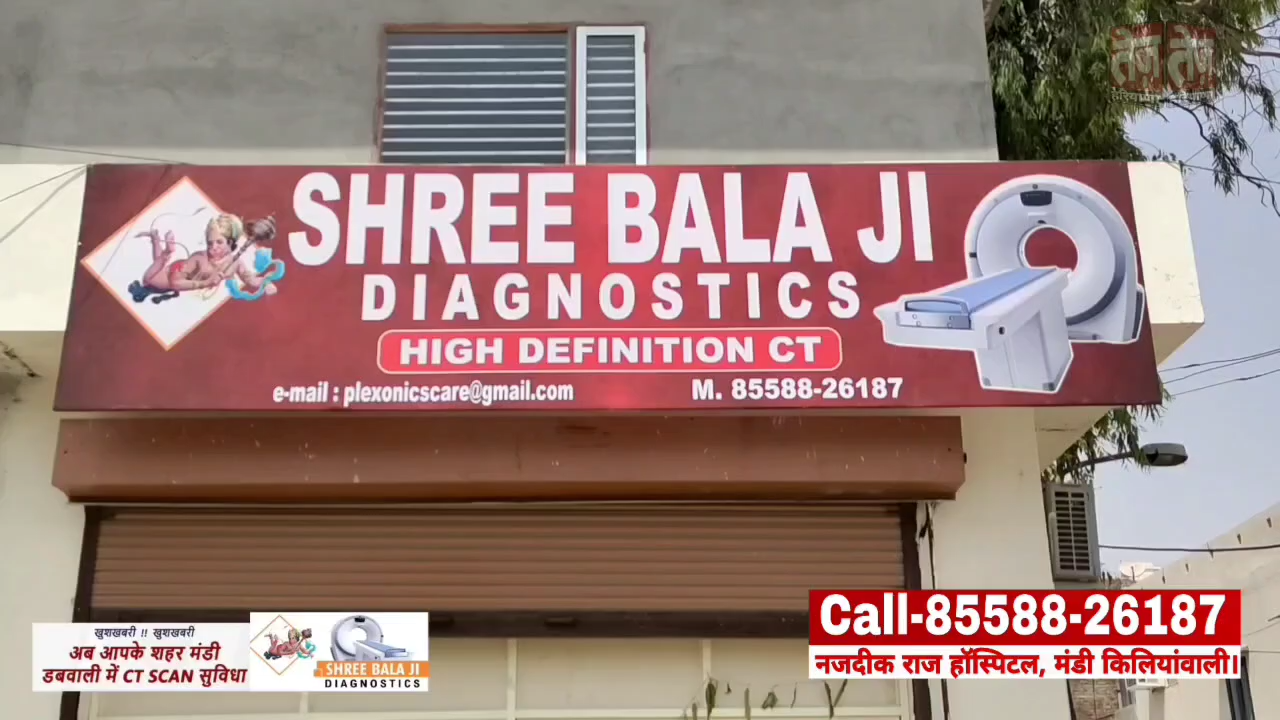 तेज़ तेज़
SHREE BALA JI
DIAGNOSTICS
HIGH DEFINITION CT
e-mail : plexonicscare@gmail.com
M. 85588-26187
खुशखबरी !! खुशखबरी
अब आपके शहर मंडी
डबवाली में CT SCAN सुविधा
SHREE BALA JI
DIAGNOSTICS
Call-85588-26187
नजदीक राज हॉस्पिटल, मंडी किलियांवाली।